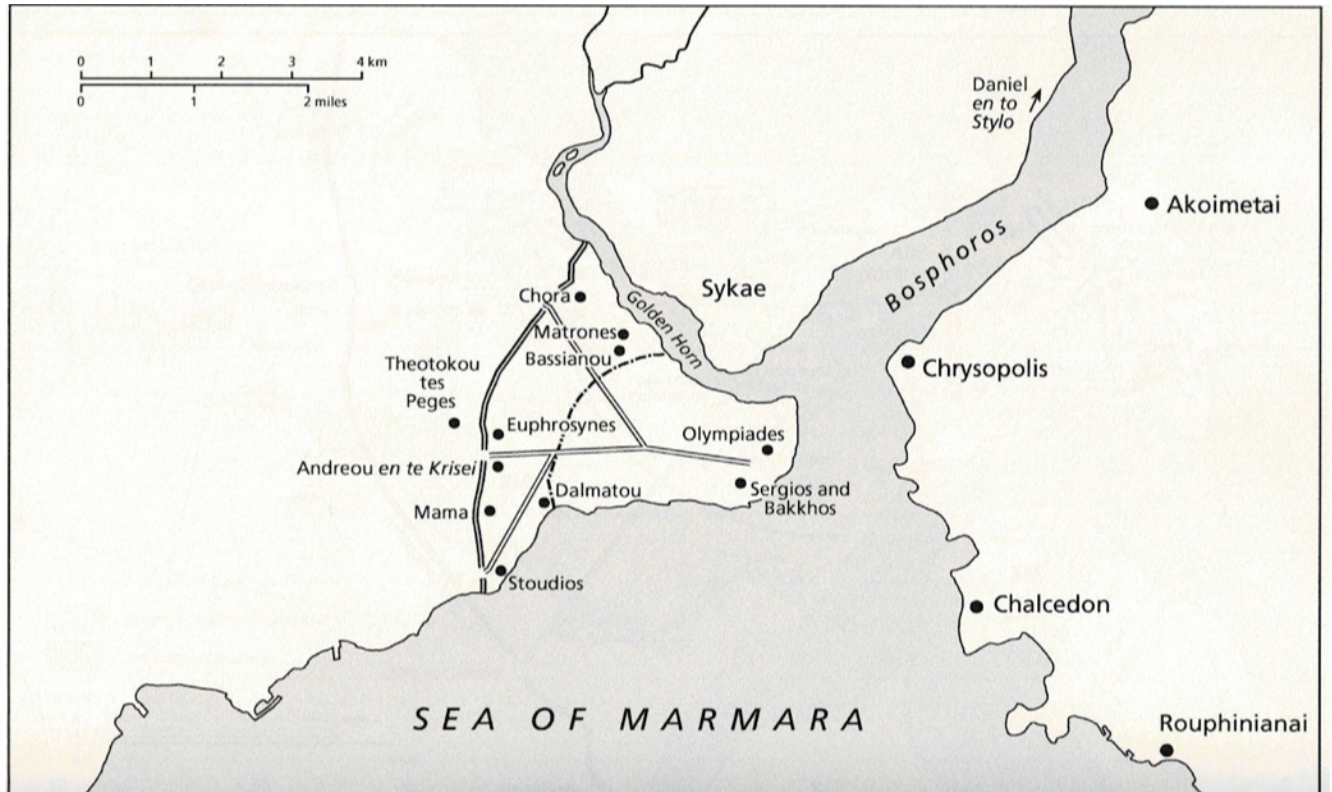 0 1 2 3 4 km
0 1 2 miles
Daniel
en to
Stylo
Akoimetai
Bosphoros
Sykae
Chora
Golden Horn
Matrones
Bassianou
Theotokou
tes
Peges
Chrysopolis
Euphrosynes
Olympiades
Andreou en te Krisei
Dalmatou
Sergios and
Bakkhos
Mama
Stoudios
Chalcedon
SEA OF MARMARA
Rouphinianai